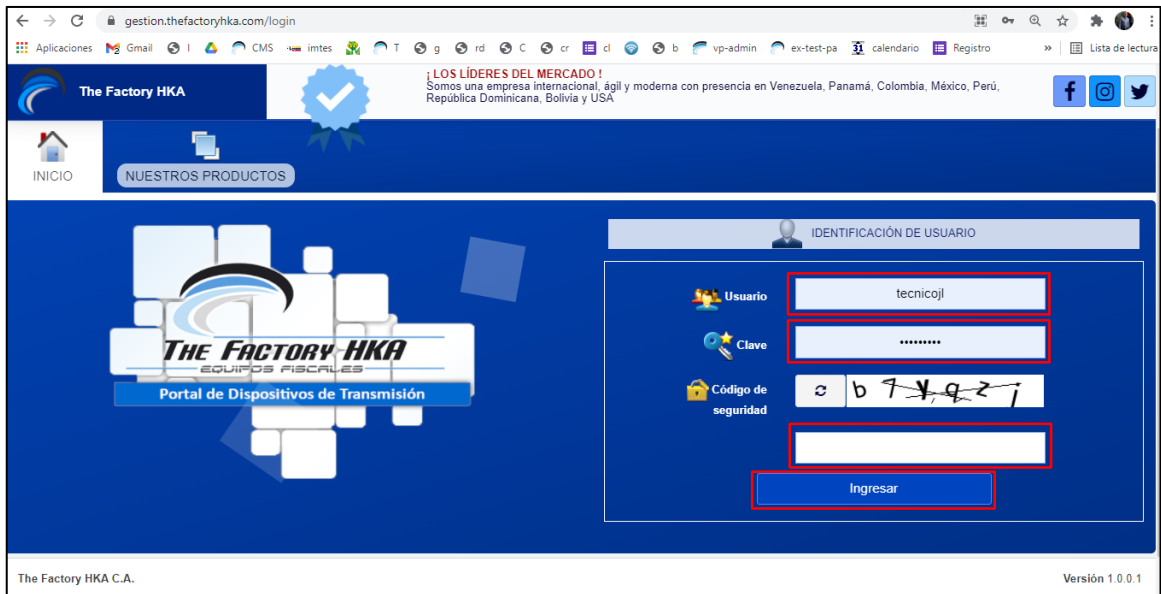 gestion.thefactoryhka.com/login
Aplicaciones Gmail I CMS imtes T g rd C cr cl b vp-admin ex-test-pa 31 calendario Registro » Lista de lectura
The Factory HKA
¡ LOS LÍDERES DEL MERCADO !
Somos una empresa internacional, ágil y moderna con presencia en Venezuela, Panamá, Colombia, México, Perú,
República Dominicana, Bolivia y USA
INICIO
NUESTROS PRODUCTOS
THE FACTORY HKA
EQUIPOS FISCALES
Portal de Dispositivos de Transmisión
IDENTIFICACIÓN DE USUARIO
Usuario tecnicojl
Clave •••••••••
Código de
seguridad
Ingresar
The Factory HKA C.A.
Versión 1.0.0.1